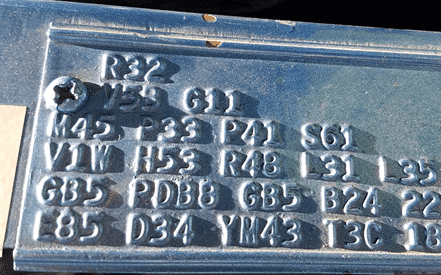 R32
V55 G11
M45 P33 P41 S61
V1W H53 R4B L31 L35
GB5 PDB8 GB5 B24 22
E85 D34 YM43 T3C 18